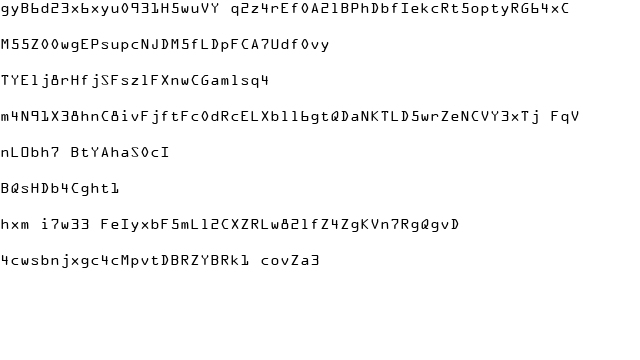 gyB6d23x6xyu0931H5wuVY q2z4rEf0A21BPhDbfIekcRt5optyRG64xC
M55Z00wgEPsupcNJDM5fLDpFCA7Udf0vy
TYE1j8rHfjSFsz1FXnwCGam1sq4
m4N91X38hnC8ivFjftFc0dRcELXb116gtQDaNKTLD5wrZeNCVY3xTj FqV
nLObh7 BtYAhaS0cI
BQsHDb4Cght1
hxm i7w33 FeIyxbF5mL12CXZRLw821fZ4ZgKVn7RgQgvD
4cwsbnjxgc4cMpvtDBRZYBRk1 covZa3